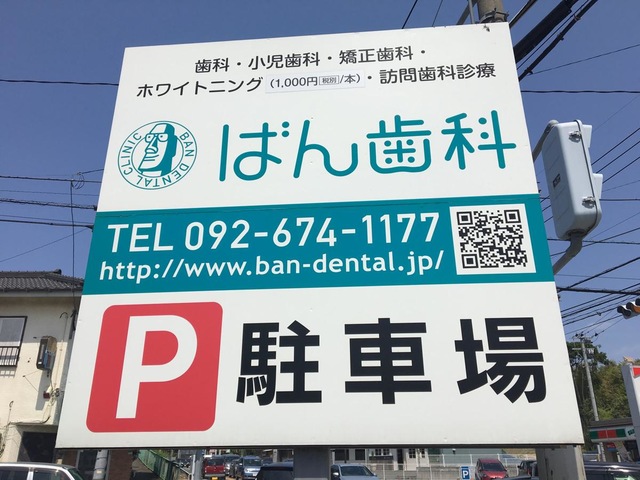 歯科・小児歯科・矯正歯科・
ホワイトニング(1,000円税別/本)・訪問歯科診療
BAN DENTAL CLINIC
ばん歯科
TEL 092-674-1177
http://www.ban-dental.jp/
P 駐車場
P